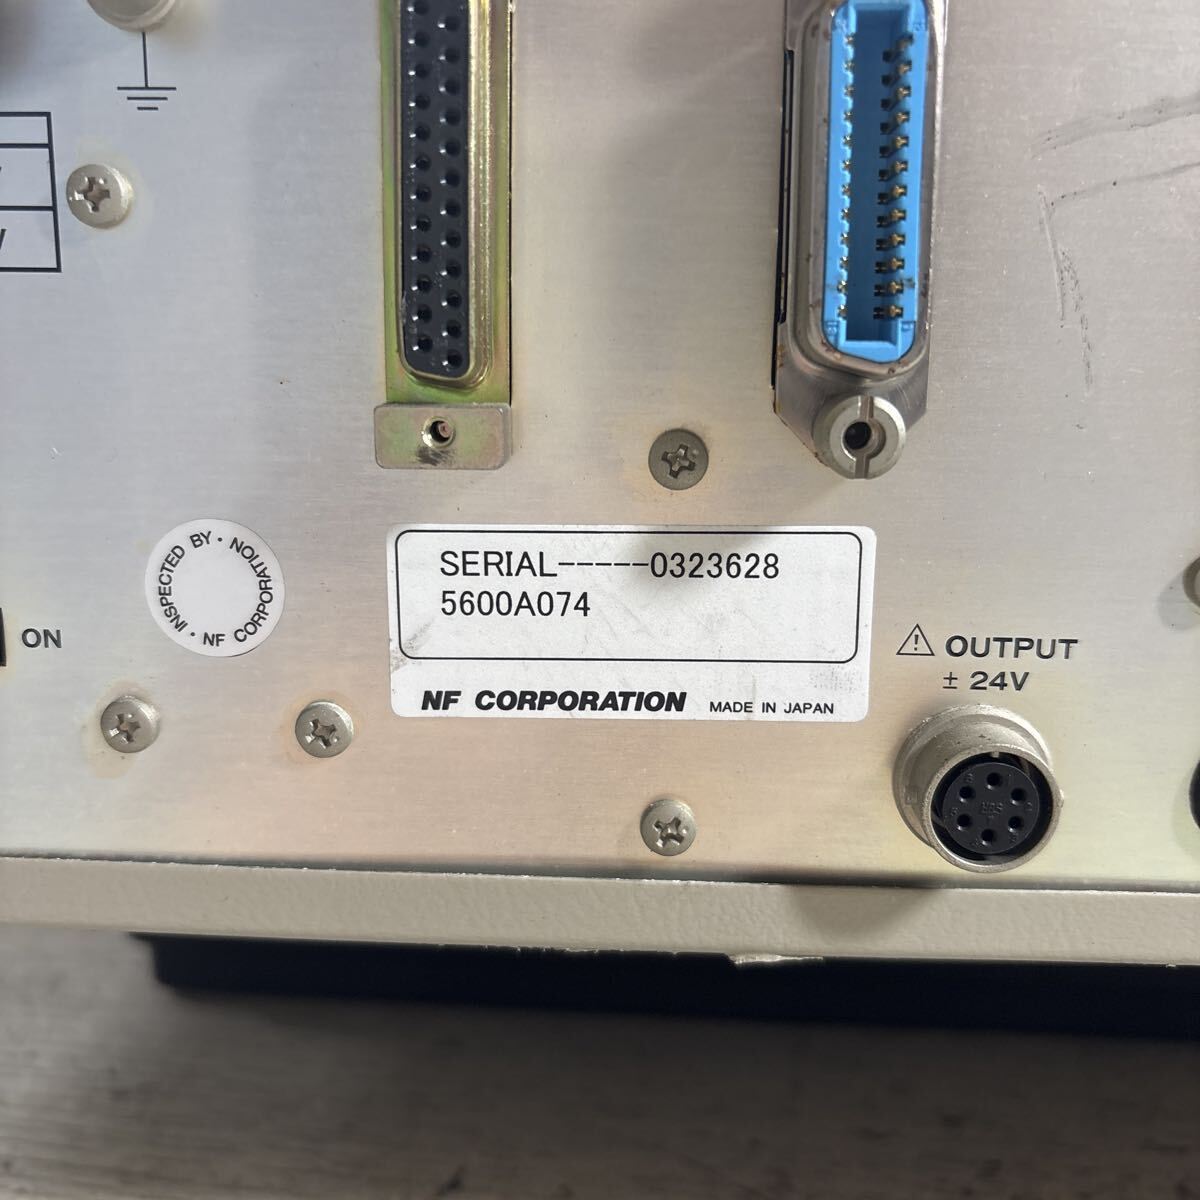 SERIAL-----0323628
5600A074
NF CORPORATION MADE IN JAPAN
INSPECTED BY · NF CORPORATION ·
ON
OUTPUT
± 24V